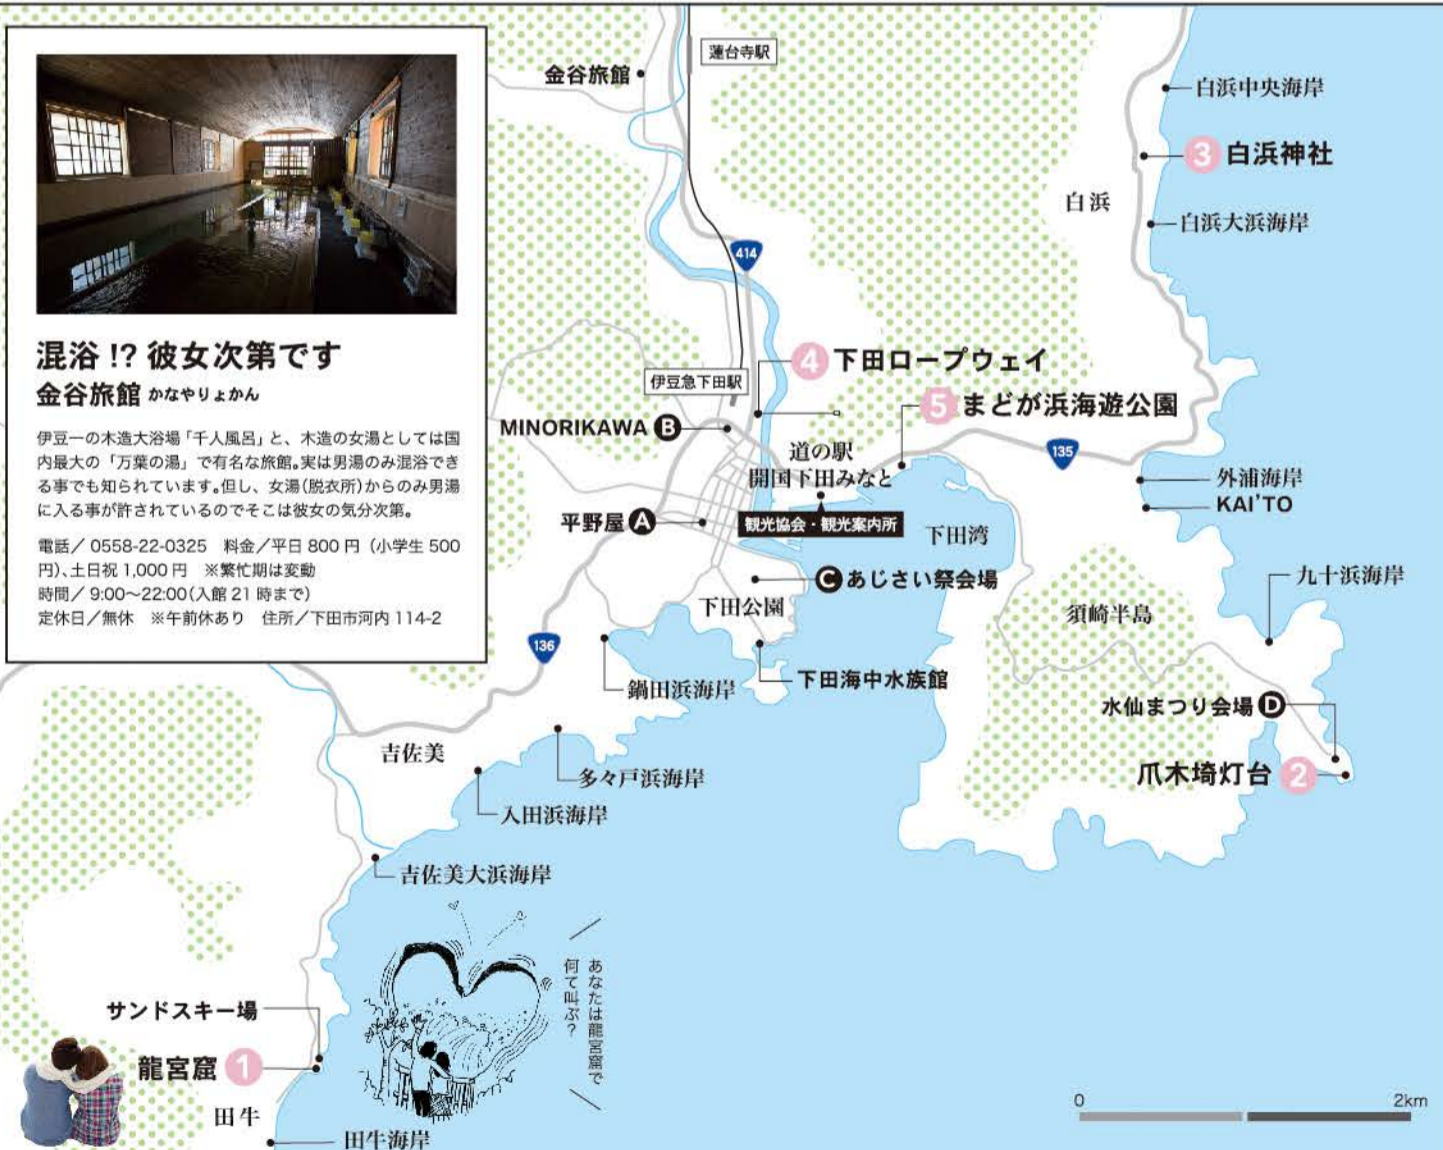 混浴 !? 彼女次第です
金谷旅館 かなやりょかん
伊豆一の木造大浴場「千人風呂」と、木造の女湯としては国
内最大の「万葉の湯」で有名な旅館。実は男湯のみ混浴でき
る事でも知られています。但し、女湯(脱衣所)からのみ男湯
に入る事が許されているのでそこは彼女の気分次第。
電話／ 0558-22-0325　料金／平日 800 円（小学生 500
円)、土日祝 1,000 円　※繁忙期は変動
時間／ 9:00〜22:00(入館 21 時まで)
定休日／無休　※午前休あり　住所／下田市河内 114-2
金谷旅館
蓮台寺駅
白浜中央海岸
3 白浜神社
白浜
白浜大浜海岸
414
4 下田ロープウェイ
伊豆急下田駅
5 まどが浜海遊公園
MINORIKAWA B
道の駅
開国下田みなと
135
外浦海岸
KAI'TO
平野屋 A
観光協会・観光案内所
下田湾
C あじさい祭会場
九十浜海岸
下田公園
須崎半島
136
下田海中水族館
鍋田浜海岸
水仙まつり会場 D
吉佐美
多々戸浜海岸
爪木埼灯台 2
入田浜海岸
吉佐美大浜海岸
あなたは龍宮窟で
何て叫ぶ？
サンドスキー場
龍宮窟 1
田牛
田牛海岸
0
2km